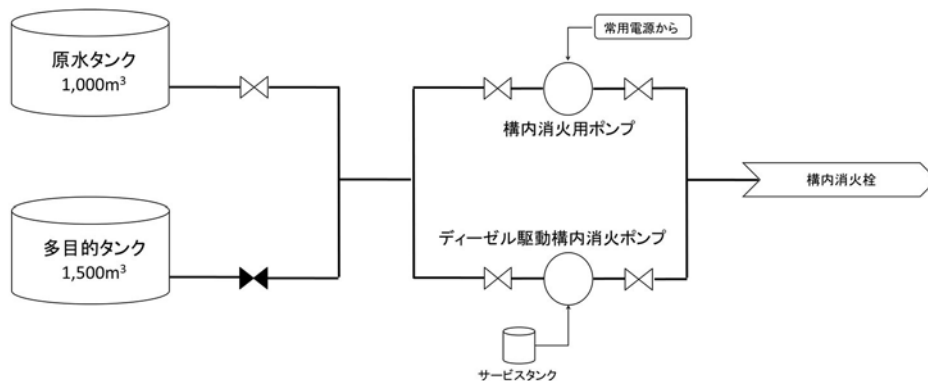 常用電源から
原水タンク
1,000m³
構内消火用ポンプ
構内消火栓
多目的タンク
1,500m³
ディーゼル駆動構内消火ポンプ
サービスタンク